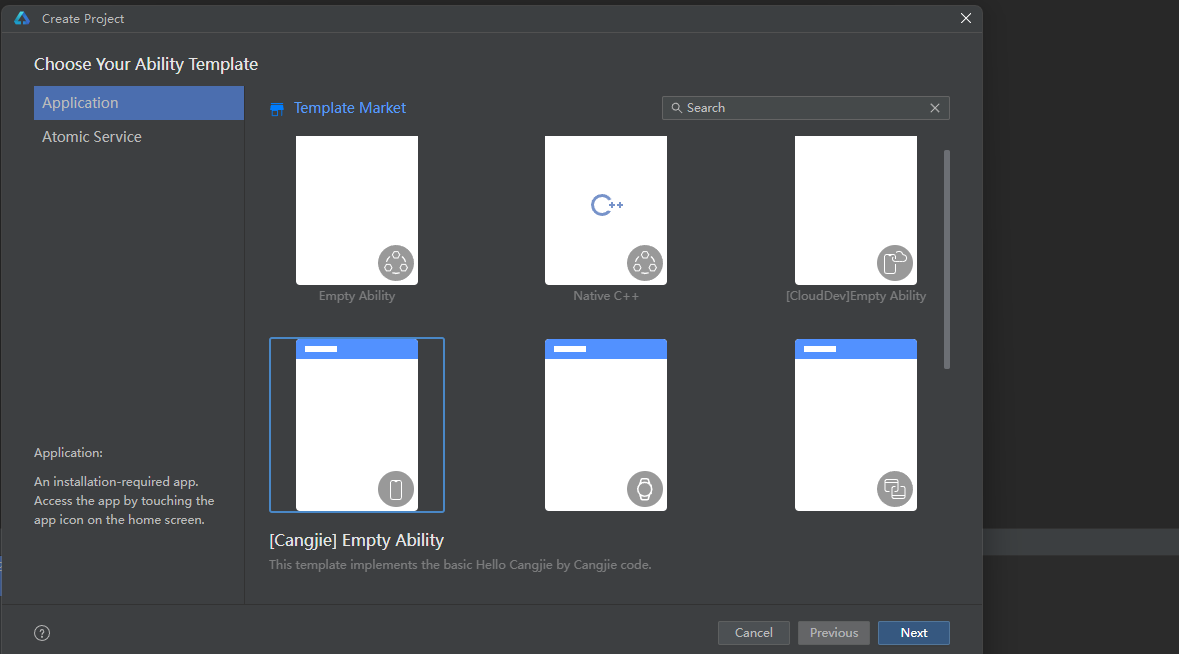 Create Project
Choose Your Ability Template
Application
Atomic Service
Template Market
Search
C++
Empty Ability
Native C++
[CloudDev]Empty Ability
[Cangjie] Empty Ability
This template implements the basic Hello Cangjie by Cangjie code.
Application:
An installation-required app.
Access the app by touching the
app icon on the home screen.
?
Cancel
Previous
Next